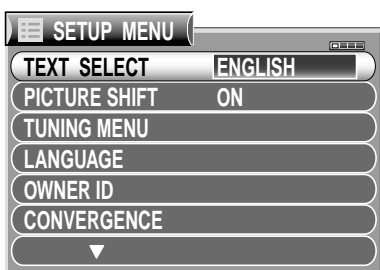 SETUP MENU
TEXT SELECT ENGLISH
PICTURE SHIFT ON
TUNING MENU
LANGUAGE
OWNER ID
CONVERGENCE